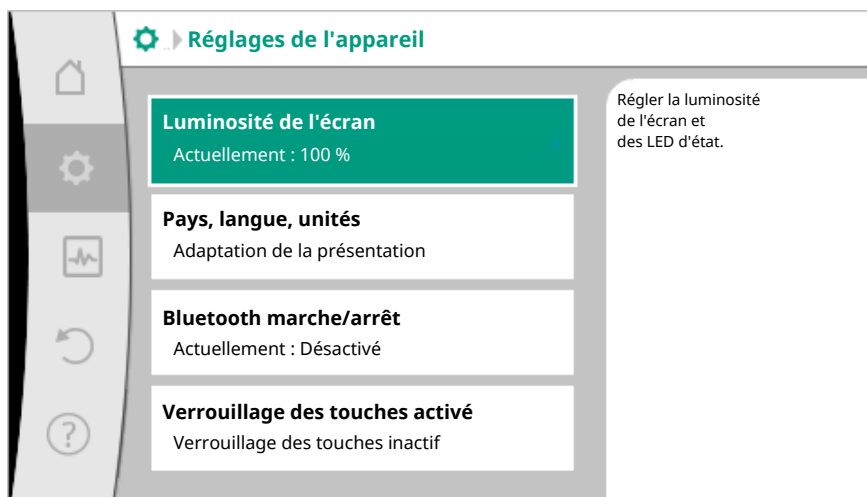 Réglages de l'appareil
Luminosité de l'écran
Actuellement : 100 %
Pays, langue, unités
Adaptation de la présentation
Bluetooth marche/arrêt
Actuellement : Désactivé
Verrouillage des touches activé
Verrouillage des touches inactif
Régler la luminosité
de l'écran et
des LED d'état.
?